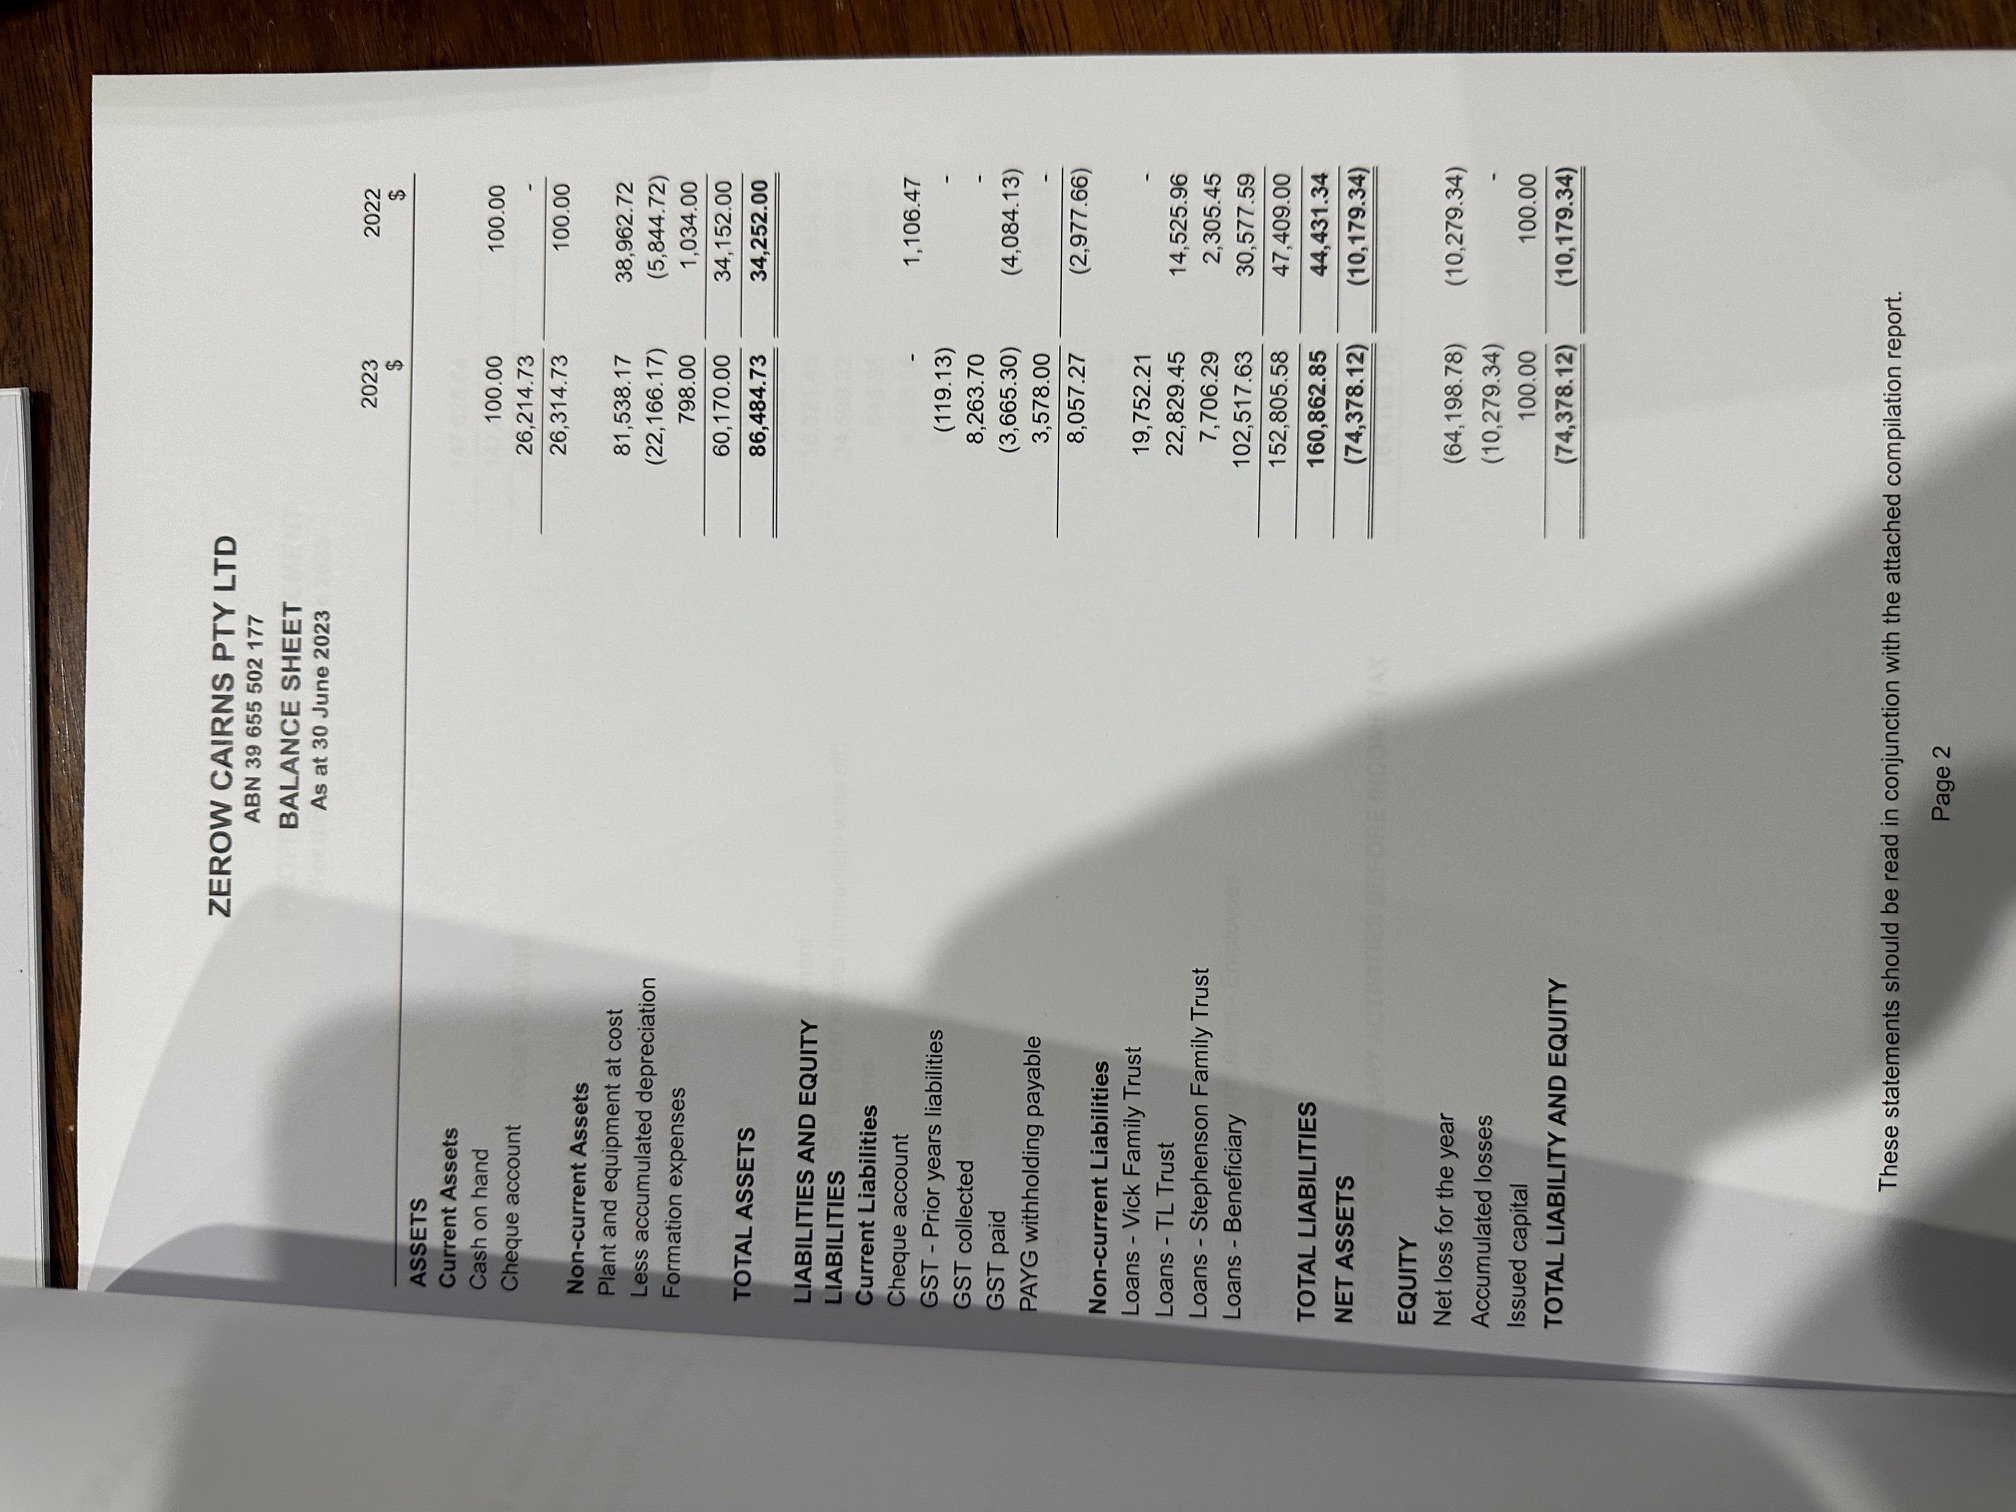 ZEROW CAIRNS PTY LTD
ABN 39 655 502 177
BALANCE SHEET
As at 30 June 2023
2023 2022
$ $
ASSETS
Current Assets
Cash on hand 100.00 100.00
Cheque account 26,214.73 -
26,314.73 100.00
Non-current Assets
Plant and equipment at cost 81,538.17 38,962.72
Less accumulated depreciation (22,166.17) (5,844.72)
Formation expenses 798.00 1,034.00
60,170.00 34,152.00
TOTAL ASSETS 86,484.73 34,252.00
LIABILITIES AND EQUITY
LIABILITIES
Current Liabilities
Cheque account - 1,106.47
GST - Prior years liabilities (119.13) -
GST collected 8,263.70 -
GST paid (3,665.30) (4,084.13)
PAYG withholding payable 3,578.00 -
8,057.27 (2,977.66)
Non-current Liabilities
Loans - Vick Family Trust 19,752.21 -
Loans - TL Trust 22,829.45 14,525.96
Loans - Stephenson Family Trust 7,706.29 2,305.45
Loans - Beneficiary 102,517.63 30,577.59
152,805.58 47,409.00
TOTAL LIABILITIES 160,862.85 44,431.34
NET ASSETS (74,378.12) (10,179.34)
EQUITY
Net loss for the year (64,198.78) (10,279.34)
Accumulated losses (10,279.34) -
Issued capital 100.00 100.00
TOTAL LIABILITY AND EQUITY (74,378.12) (10,179.34)
These statements should be read in conjunction with the attached compilation report.
Page 2